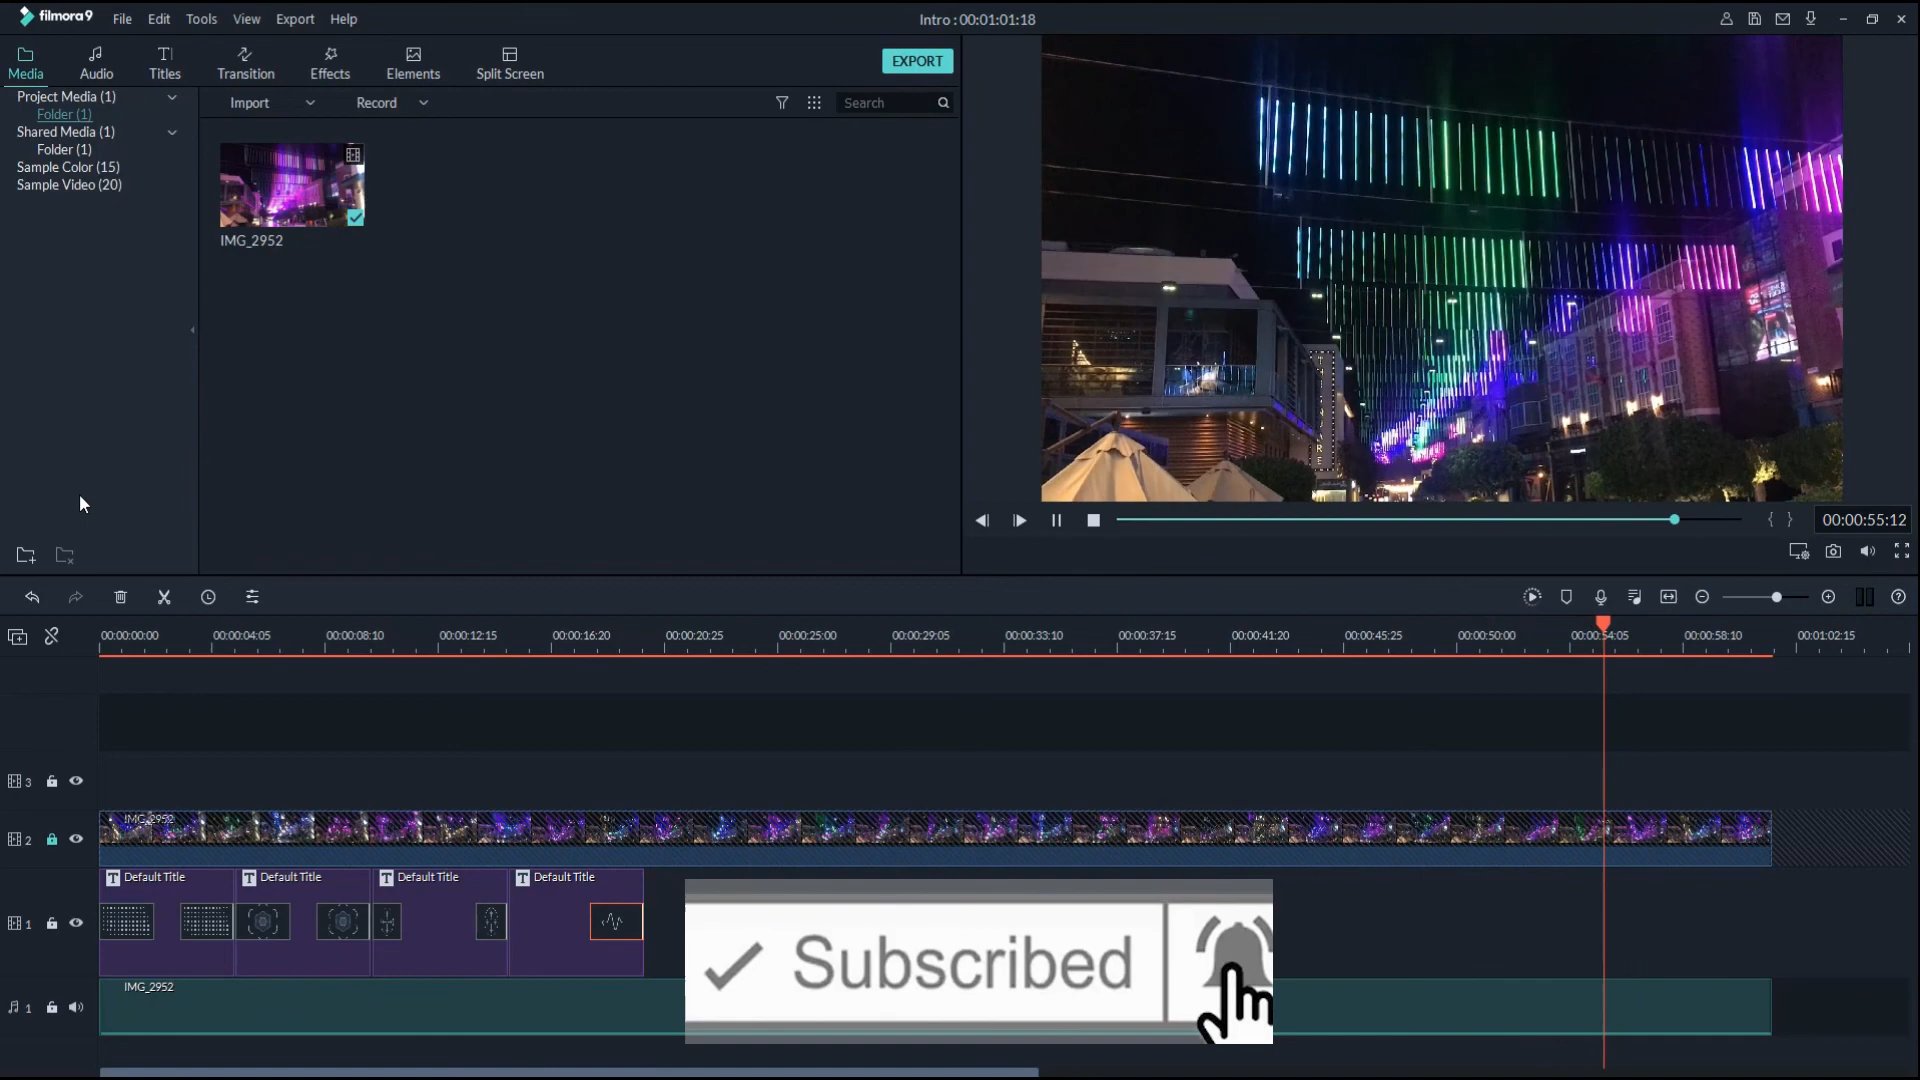 filmora9 File Edit Tools View Export Help
Intro : 00:01:01:18
Media Audio Titles Transition Effects Elements Split Screen
EXPORT
Project Media (1)
Folder (1)
Shared Media (1)
Folder (1)
Sample Color (15)
Sample Video (20)
Import Record Search
IMG_2952
00:00:55:12
00:00:00:00 00:00:04:05 00:00:08:10 00:00:12:15 00:00:16:20 00:00:20:25 00:00:25:00 00:00:29:05 00:00:33:10 00:00:37:15 00:00:41:20 00:00:45:25 00:00:50:00 00:00:54:05 00:00:58:10 00:01:02:15
3
IMG_2952
2
T Default Title T Default Title T Default Title T Default Title
1
Subscribed
IMG_2952
1